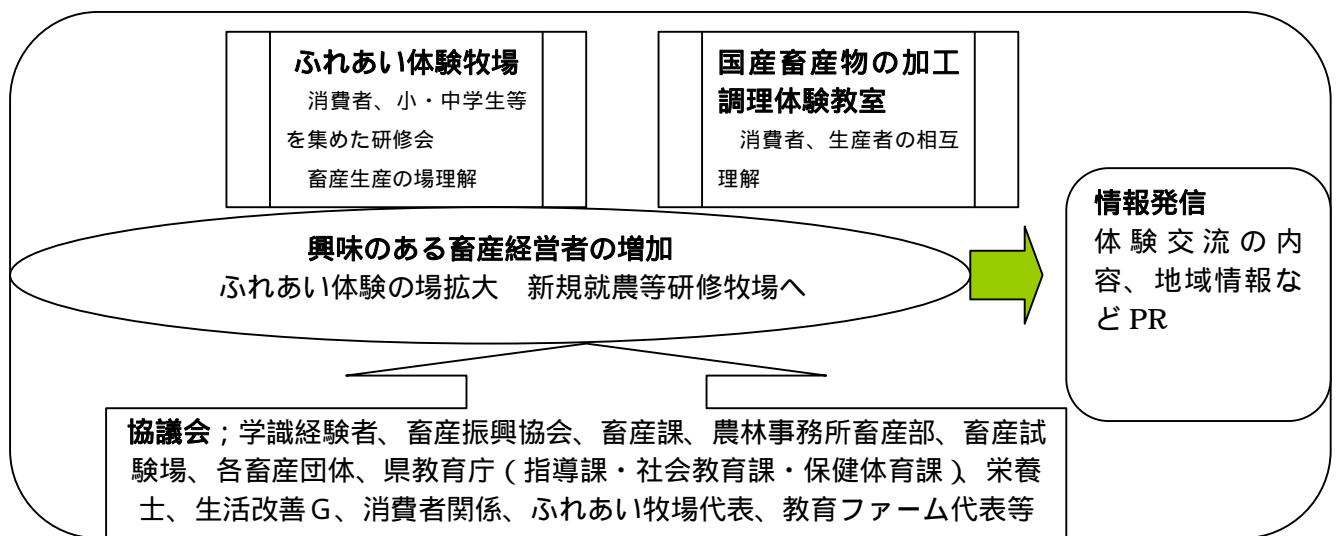 ふれあい体験牧場
消費者、小・中学生等
を集めた研修会
畜産生産の場理解
国産畜産物の加工
調理体験教室
消費者、生産者の相互
理解
情報発信
体験交流の内
容、地域情報な
ど PR
興味のある畜産経営者の増加
ふれあい体験の場拡大　新規就農等研修牧場へ
協議会；学識経験者、畜産振興協会、畜産課、農林事務所畜産部、畜産試
験場、各畜産団体、県教育庁（指導課・社会教育課・保健体育課）、栄養
士、生活改善G、消費者関係、ふれあい牧場代表、教育ファーム代表等